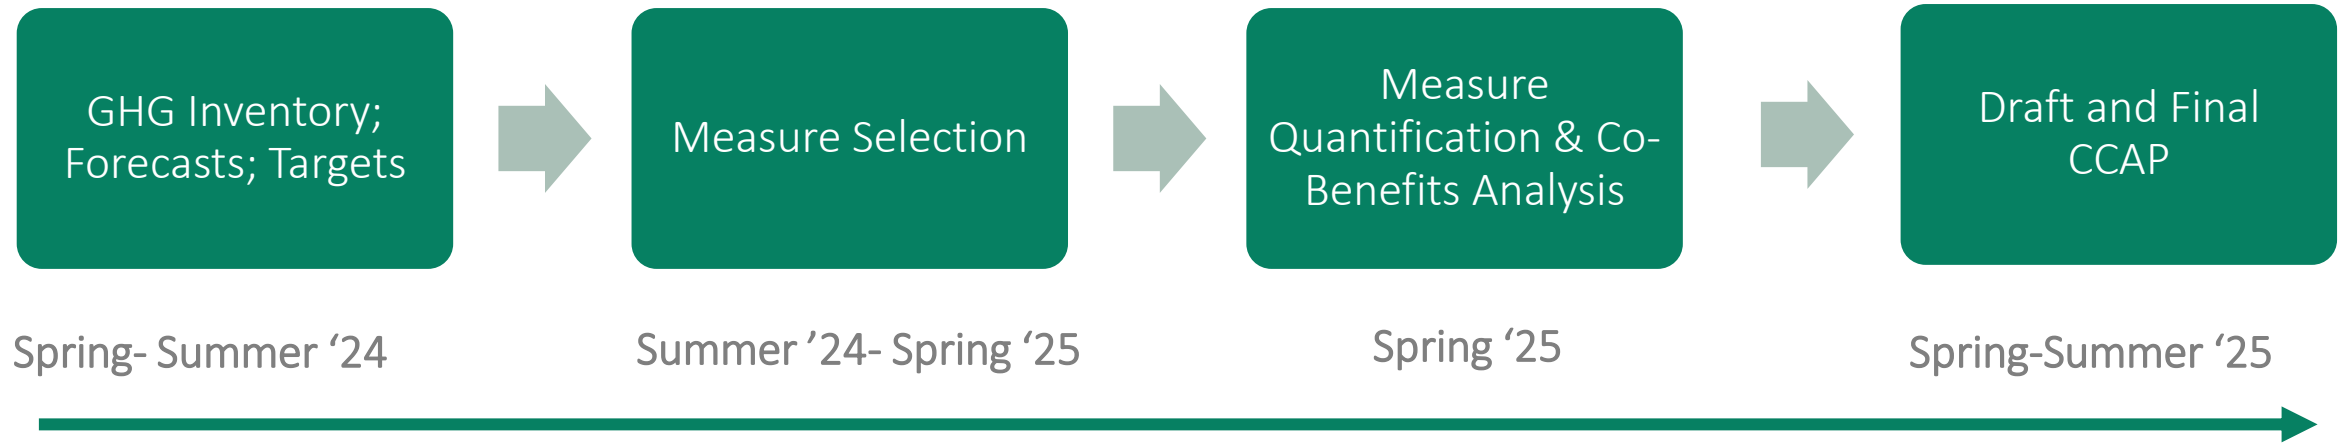 GHG Inventory;
Forecasts; Targets
Measure Selection
Measure
Quantification & Co-
Benefits Analysis
Draft and Final
CCAP
Spring- Summer ‘24
Summer ’24- Spring ‘25
Spring ‘25
Spring-Summer ‘25